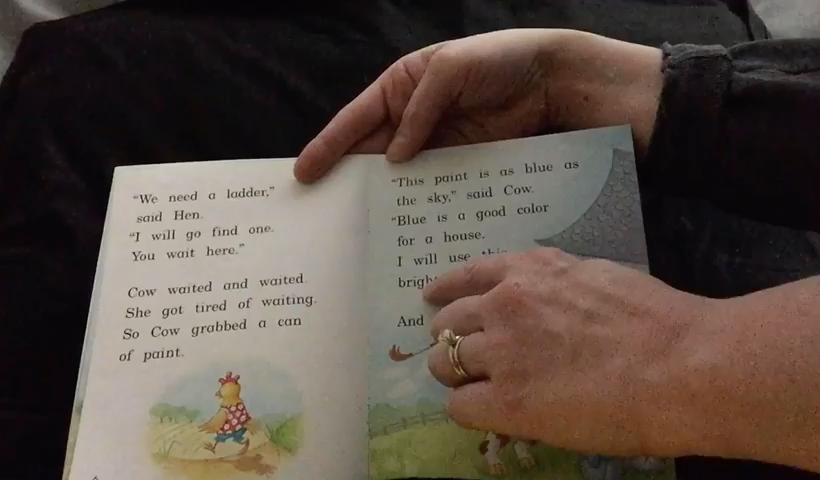 "We need a ladder,"
said Hen.
"I will go find one.
You wait here."
Cow waited and waited.
She got tired of waiting.
So Cow grabbed a can
of paint.
"This paint is as blue as
the sky," said Cow.
"Blue is a good color
for a house.
I will use this
And